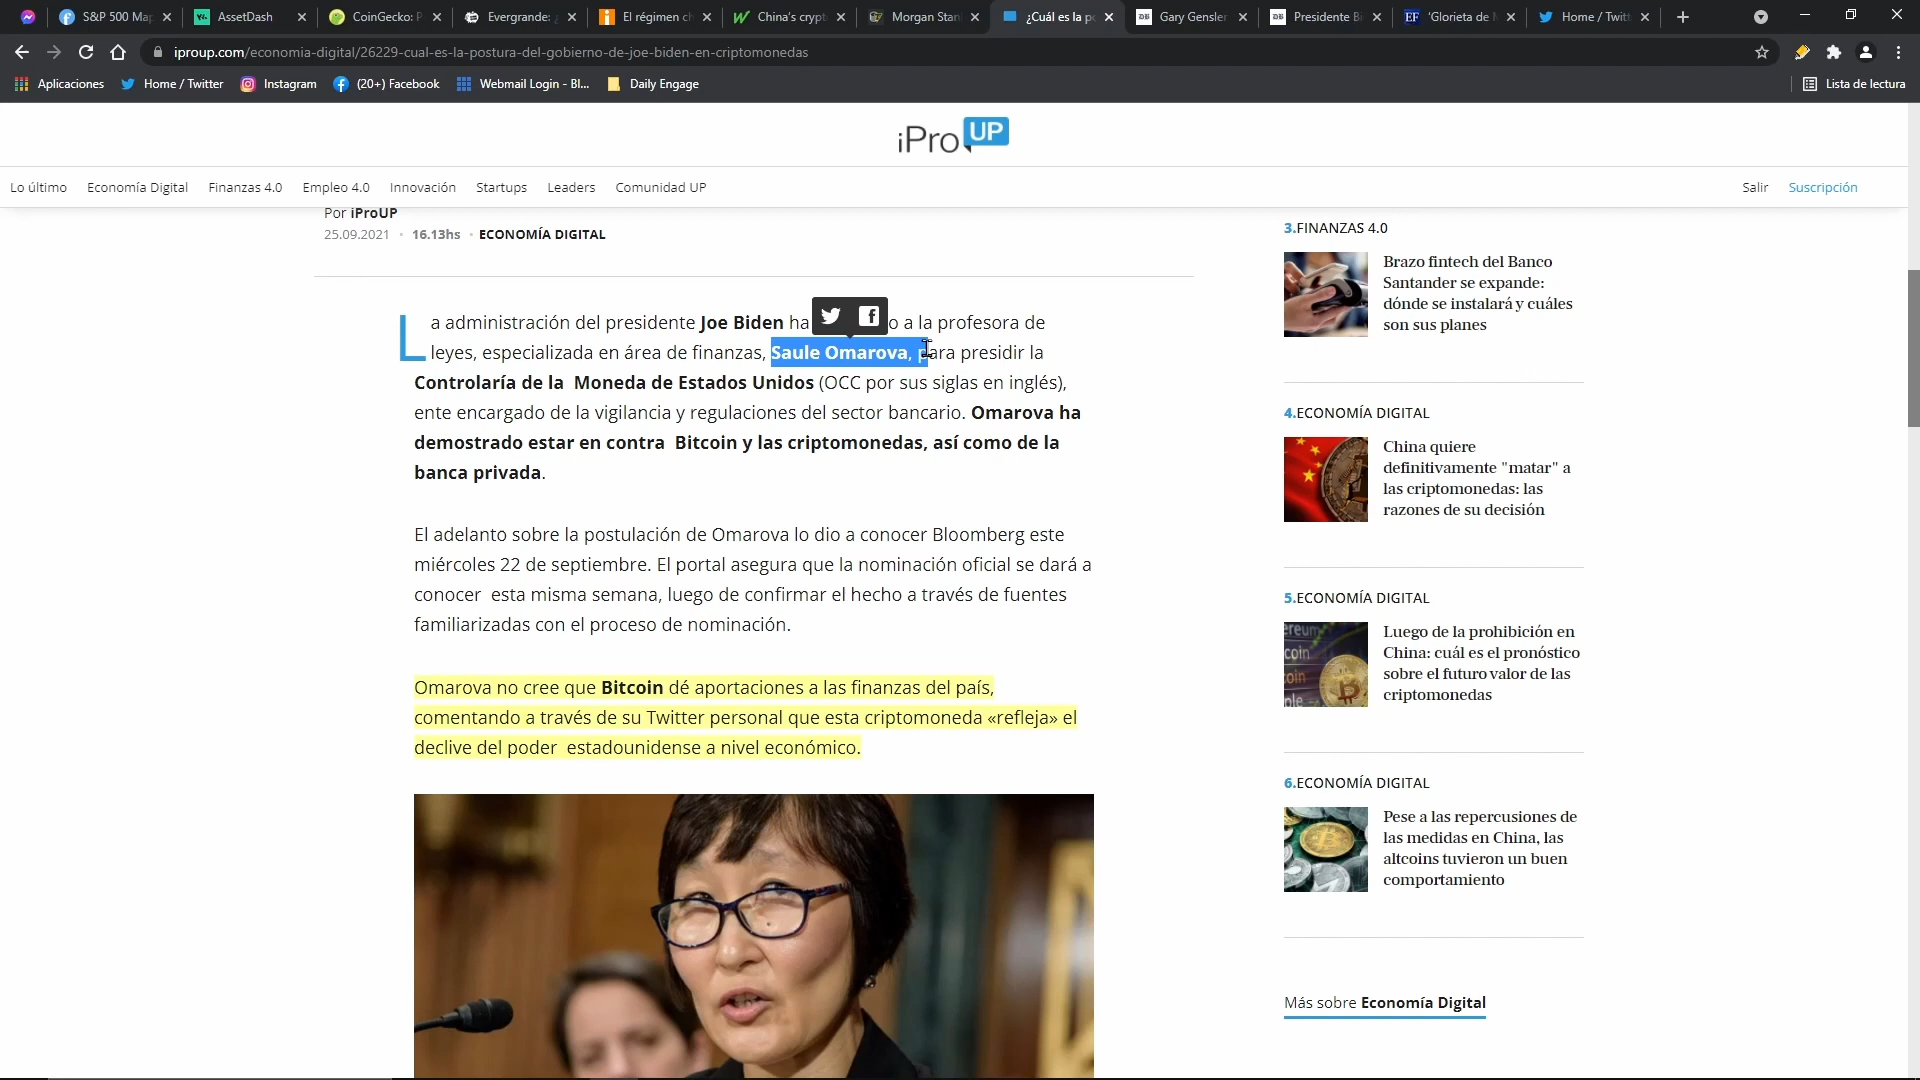 S&P 500 Map
AssetDash
CoinGecko: P
Evergrande: ¿
El régimen ch
China's crypt
Morgan Stan
¿Cuál es la po
Gary Gensler
Presidente Bi
'Glorieta de
Home / Twitt
iproup.com/economia-digital/26229-cual-es-la-postura-del-gobierno-de-joe-biden-en-criptomonedas
Aplicaciones
Home / Twitter
Instagram
(20+) Facebook
Webmail Login - Bl...
Daily Engage
Lista de lectura
iPro UP
Lo último
Economía Digital
Finanzas 4.0
Empleo 4.0
Innovación
Startups
Leaders
Comunidad UP
Salir
Suscripción
Por iProUP
25.09.2021 • 16.13hs • ECONOMÍA DIGITAL
La administración del presidente Joe Biden ha o a la profesora de
leyes, especializada en área de finanzas, Saule Omarova, para presidir la
Controlaría de la Moneda de Estados Unidos (OCC por sus siglas en inglés),
ente encargado de la vigilancia y regulaciones del sector bancario. Omarova ha
demostrado estar en contra Bitcoin y las criptomonedas, así como de la
banca privada.
El adelanto sobre la postulación de Omarova lo dio a conocer Bloomberg este
miércoles 22 de septiembre. El portal asegura que la nominación oficial se dará a
conocer esta misma semana, luego de confirmar el hecho a través de fuentes
familiarizadas con el proceso de nominación.
Omarova no cree que Bitcoin dé aportaciones a las finanzas del país,
comentando a través de su Twitter personal que esta criptomoneda «refleja» el
declive del poder estadounidense a nivel económico.
3.FINANZAS 4.0
Brazo fintech del Banco
Santander se expande:
dónde se instalará y cuáles
son sus planes
4.ECONOMÍA DIGITAL
China quiere
definitivamente "matar" a
las criptomonedas: las
razones de su decisión
5.ECONOMÍA DIGITAL
Luego de la prohibición en
China: cuál es el pronóstico
sobre el futuro valor de las
criptomonedas
6.ECONOMÍA DIGITAL
Pese a las repercusiones de
las medidas en China, las
altcoins tuvieron un buen
comportamiento
Más sobre Economía Digital